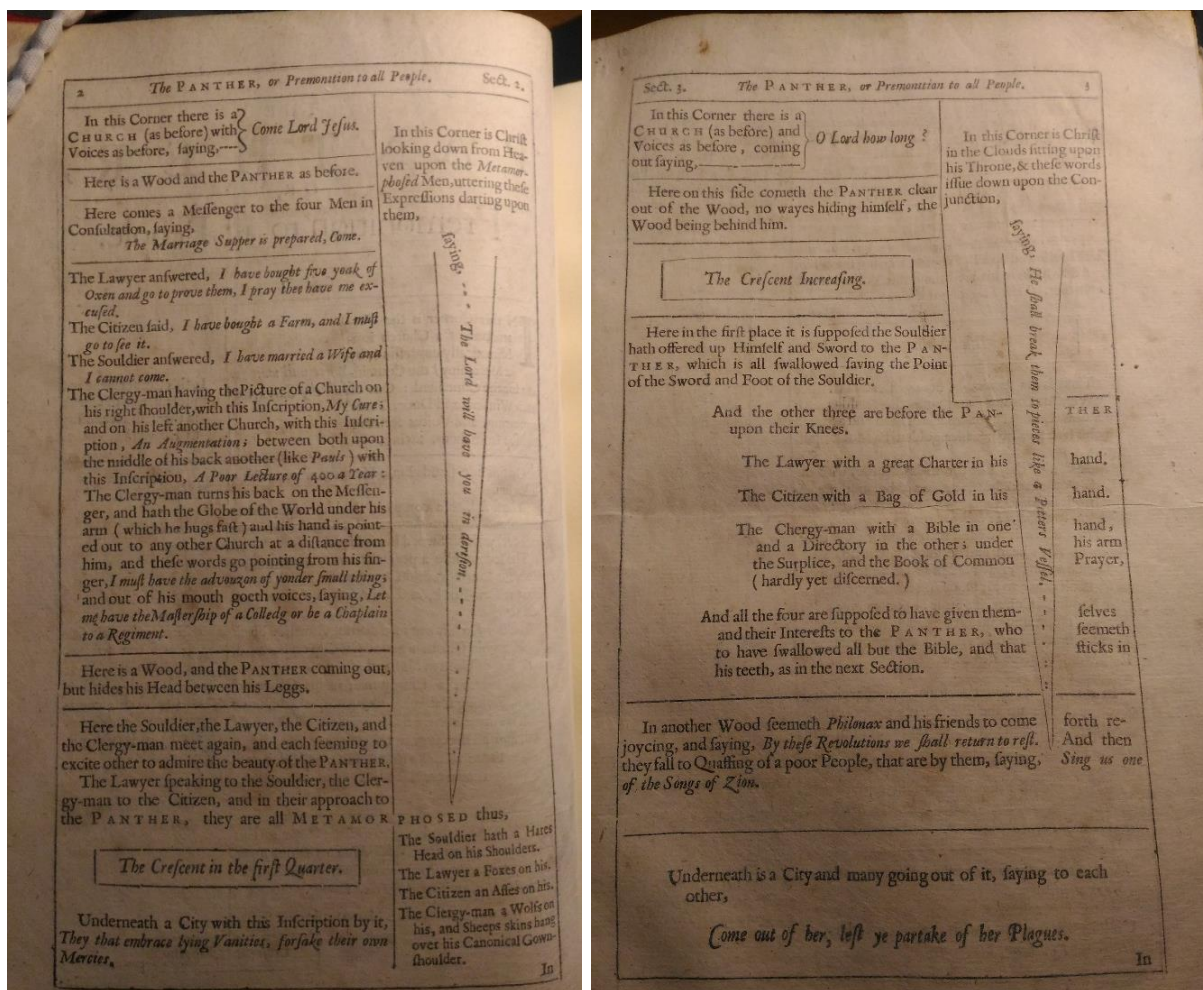 2 The PANTHER, or Premonition to all People. Sect. 2.
In this Corner there is a
CHURCH (as before) with
Voices as before, ſaying,----
Come Lord Jeſus.
Here is a Wood and the PANTHER as before.
Here comes a Meſſenger to the four Men in
Conſultation, ſaying,
The Marriage Supper is prepared, Come.
The Lawyer anſwered, I have bought five yoak of
Oxen and go to prove them, I pray thee have me ex-
cuſed.
The Citizen ſaid, I have bought a Farm, and I muſt
go to ſee it.
The Souldier anſwered, I have married a Wife and
I cannot come.
The Clergy-man having the Picture of a Church on
his right ſhoulder, with this Inſcription, My Cure;
and on his left another Church, with this Inſcri-
ption, An Augmentation; between both upon
the middle of his back another (like Pauls) with
this Inſcription, A Poor Lecture of 400 a Year:
The Clergy-man turns his back on the Meſſen-
ger, and hath the Globe of the World under his
arm (which he hugs faſt) and his hand is point-
ed out to any other Church at a diſtance from
him, and theſe words go pointing from his fin-
ger, I muſt have the advouzon of yonder ſmall thing;
and out of his mouth goeth voices, ſaying, Let
me have the Maſterſhip of a Colledg or be a Chaplain
to a Regiment.
Here is a Wood, and the PANTHER coming out,
but hides his Head between his Leggs.
Here the Souldier, the Lawyer, the Citizen, and
the Clergy-man meet again, and each ſeeming to
excite other to admire the beauty of the PANTHER.
The Lawyer ſpeaking to the Souldier, the Cler-
gy-man to the Citizen, and in their approach to
the PANTHER, they are all METAMORPHOSED thus,
The Creſcent in the firſt Quarter.
Underneath a City with this Inſcription by it,
They that embrace lying Vanities, forſake their own
Mercies.
In this Corner is Chriſt
looking down from Hea-
ven upon the Metamor-
phoſed Men, uttering theſe
Expreſſions darting upon
them,
ſaying, The Lord will have you in deriſion.
The Souldier hath a Hares
Head on his Shoulders.
The Lawyer a Foxes on his.
The Citizen an Aſſes on his.
The Clergy-man a Wolfs on
his, and Sheeps skins hang
over his Canonical Gown-
ſhoulder.
In
Sect. 3. The PANTHER, or Premonition to all People. 3
In this Corner there is a
CHURCH (as before) and
Voices as before, coming
out ſaying,
O Lord how long?
Here on this ſide cometh the PANTHER clear
out of the Wood, no wayes hiding himſelf, the
Wood being behind him.
The Creſcent Increaſing.
Here in the firſt place it is ſuppoſed the Souldier
hath offered up Himſelf and Sword to the PAN-
THER, which is all ſwallowed ſaving the Point
of the Sword and Foot of the Souldier.
In this Corner is Chriſt
in the Clouds ſitting upon
his Throne, & theſe words
iſſue down upon the Con-
junction,
ſaying, He ſhall break them to pieces like a Potters Veſſel.
And the other three are before the PAN- THER
upon their Knees.
The Lawyer with a great Charter in his hand.
The Citizen with a Bag of Gold in his hand.
The Chergy-man with a Bible in one hand,
and a Directory in the other; under his arm
the Surplice, and the Book of Common Prayer,
(hardly yet diſcerned.)
And all the four are ſuppoſed to have given them- ſelves
and their Intereſts to the PANTHER, who ſeemeth
to have ſwallowed all but the Bible, and that ſticks in
his teeth, as in the next Section.
In another Wood ſeemeth Philonax and his friends to come forth re-
joycing, and ſaying, By theſe Revolutions we ſhall return to reſt. And then
they fall to Quaffing of a poor People, that are by them, ſaying, Sing us one
of the Songs of Zion.
Underneath is a City and many going out of it, ſaying to each
other,
Come out of her, leſt ye partake of her Plagues.
In